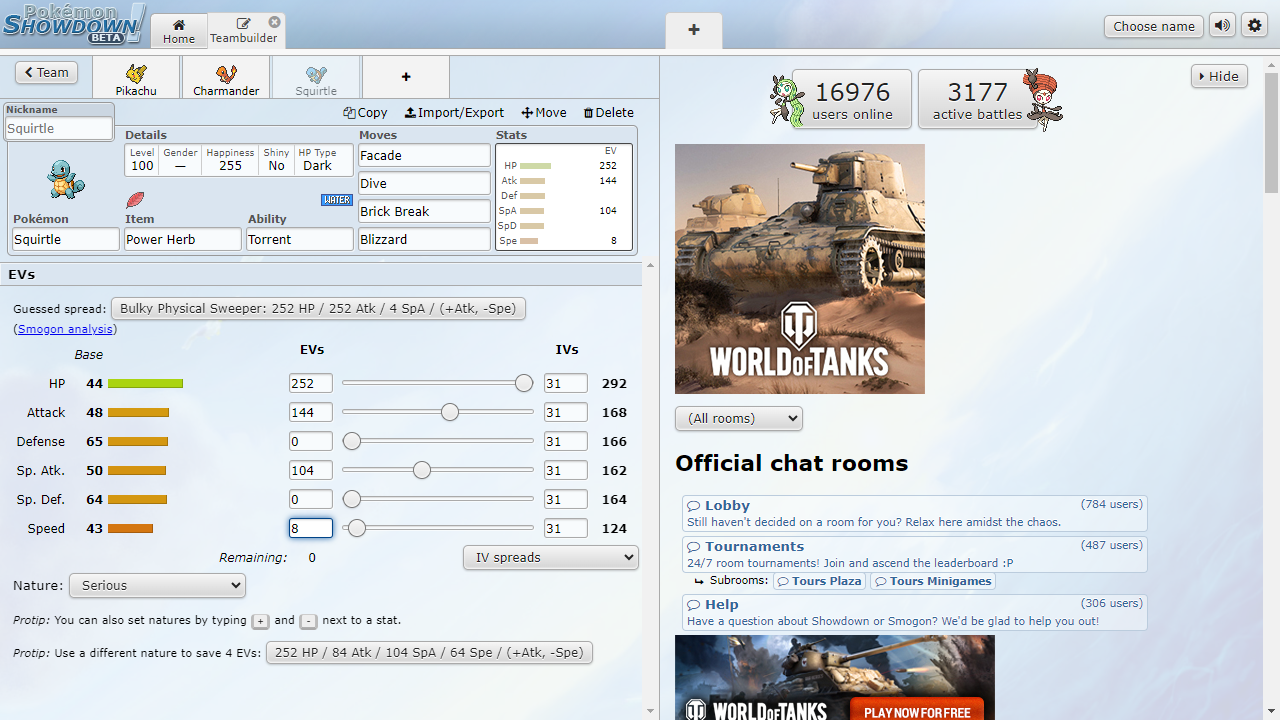 Pokémon
SHOWDOWN!
BETA
Home
Teambuilder
+
Choose name
Team
Pikachu
Charmander
Squirtle
+
Nickname
Squirtle
Copy
Import/Export
Move
Delete
Details
Level
Gender
Happiness
Shiny
HP Type
100
—
255
No
Dark
WATER
Pokémon
Squirtle
Item
Power Herb
Ability
Torrent
Moves
Facade
Dive
Brick Break
Blizzard
Stats
EV
HP 252
Atk 144
Def
SpA 104
SpD
Spe 8
EVs
Guessed spread: Bulky Physical Sweeper: 252 HP / 252 Atk / 4 SpA / (+Atk, -Spe)
(Smogon analysis)
Base EVs IVs
HP 44 252 31 292
Attack 48 144 31 168
Defense 65 0 31 166
Sp. Atk. 50 104 31 162
Sp. Def. 64 0 31 164
Speed 43 8 31 124
Remaining: 0 IV spreads
Nature: Serious
Protip: You can also set natures by typing + and - next to a stat.
Protip: Use a different nature to save 4 EVs: 252 HP / 84 Atk / 104 SpA / 64 Spe / (+Atk, -Spe)
Hide
16976
users online
3177
active battles
WORLD OF TANKS
(All rooms)
Official chat rooms
Lobby (784 users)
Still haven't decided on a room for you? Relax here amidst the chaos.
Tournaments (487 users)
24/7 room tournaments! Join and ascend the leaderboard :P
Subrooms: Tours Plaza Tours Minigames
Help (306 users)
Have a question about Showdown or Smogon? We'd be glad to help you out!
WORLD OF TANKS
PLAY NOW FOR FREE